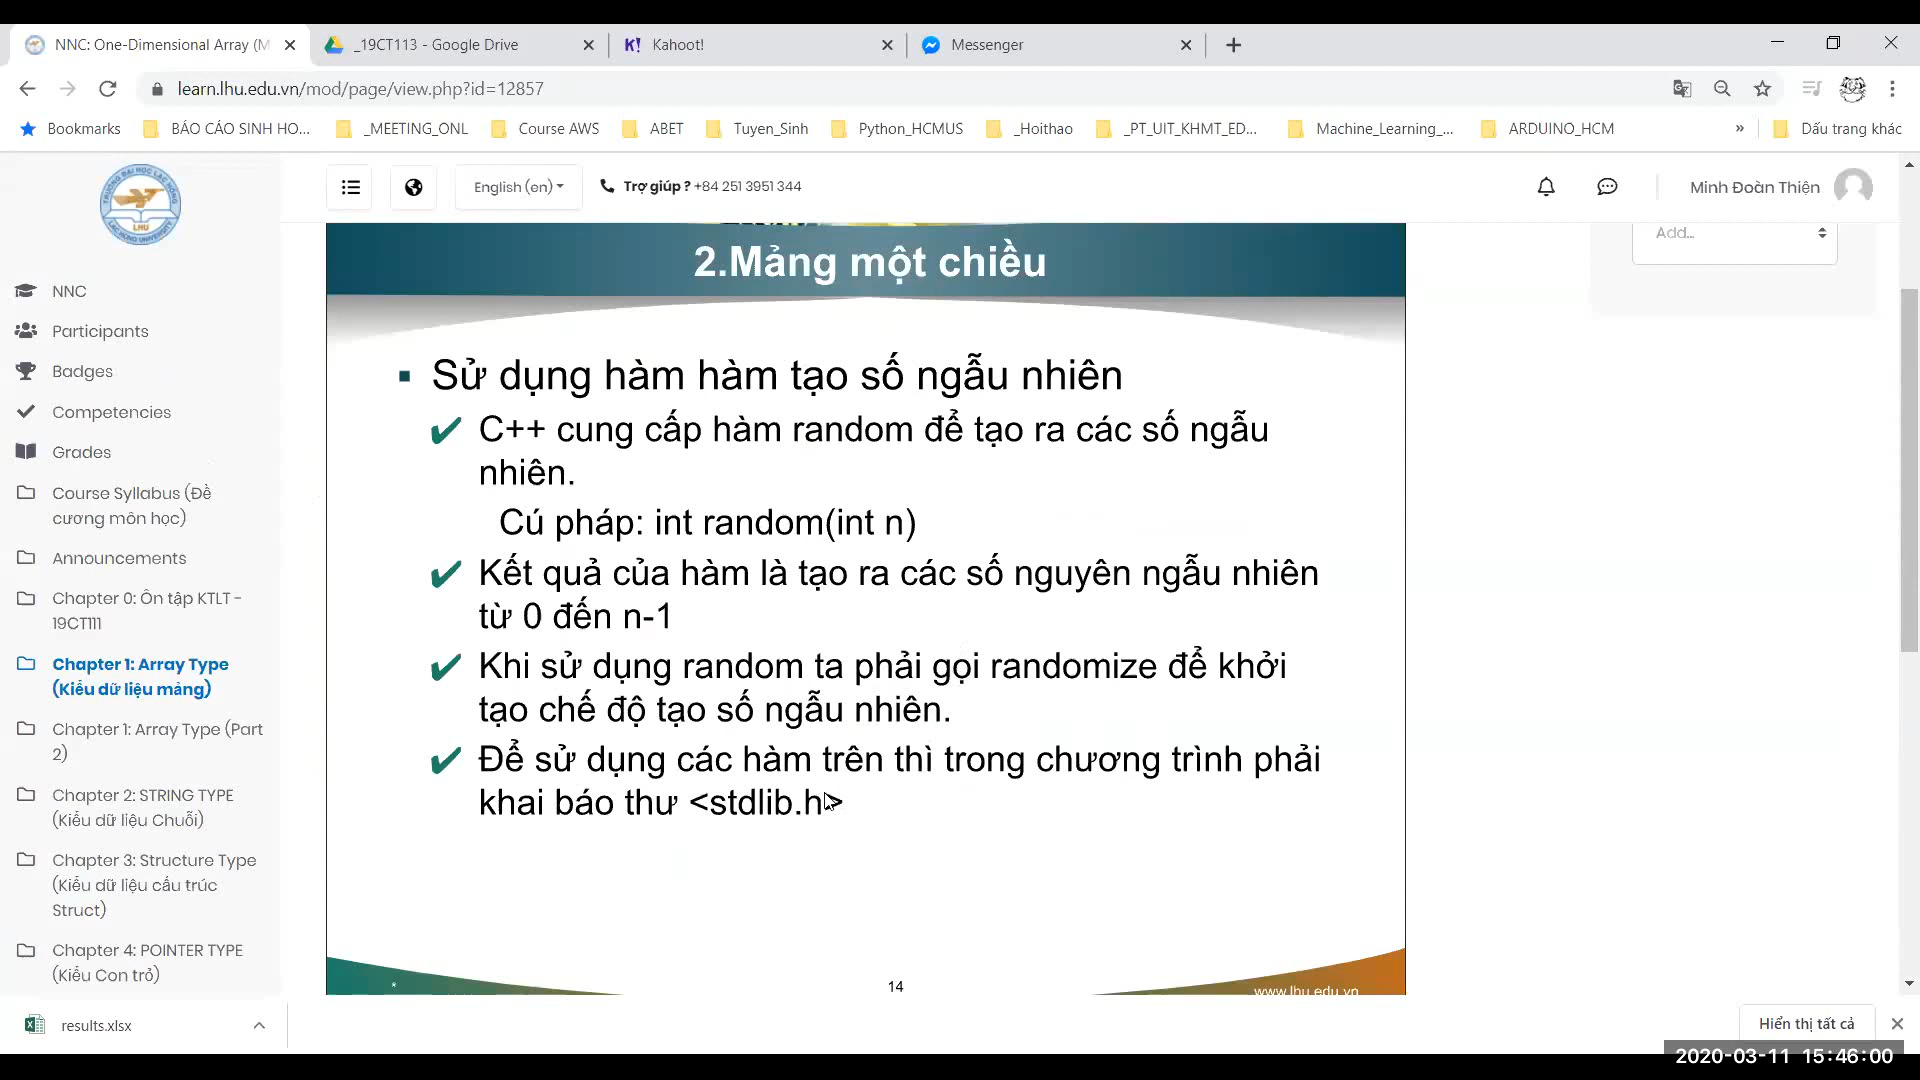 NNC: One-Dimensional Array (M
_19CT113 - Google Drive
K! Kahoot!
Messenger
learn.lhu.edu.vn/mod/page/view.php?id=12857
Bookmarks
BÁO CÁO SINH HO...
_MEETING_ONL
Course AWS
ABET
Tuyen_Sinh
Python_HCMUS
_Hoithao
_PT_UIT_KHMT_ED...
Machine_Learning_...
ARDUINO_HCM
»
Dấu trang khác
English (en)
Trợ giúp ? +84 251 3951 344
Minh Đoàn Thiện
NNC
Participants
Badges
Competencies
Grades
Course Syllabus (Đề
cương môn học)
Announcements
Chapter 0: Ôn tập KTLT -
19CT111
Chapter 1: Array Type
(Kiểu dữ liệu mảng)
Chapter 1: Array Type (Part
2)
Chapter 2: STRING TYPE
(Kiểu dữ liệu Chuỗi)
Chapter 3: Structure Type
(Kiểu dữ liệu cấu trúc
Struct)
Chapter 4: POINTER TYPE
(Kiểu Con trỏ)
Add...
2.Mảng một chiều
Sử dụng hàm hàm tạo số ngẫu nhiên
C++ cung cấp hàm random để tạo ra các số ngẫu
nhiên.
Cú pháp: int random(int n)
Kết quả của hàm là tạo ra các số nguyên ngẫu nhiên
từ 0 đến n-1
Khi sử dụng random ta phải gọi randomize để khởi
tạo chế độ tạo số ngẫu nhiên.
Để sử dụng các hàm trên thì trong chương trình phải
khai báo thư <stdlib.h>
*
14
www.lhu.edu.vn
results.xlsx
Hiển thị tất cả
2020-03-11 15:46:00